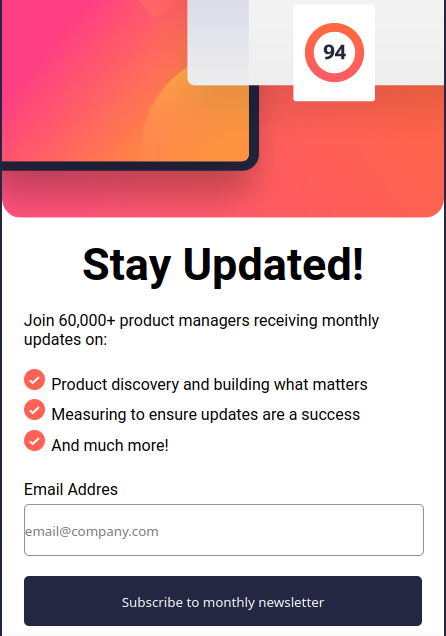 94
Stay Updated!
Join 60,000+ product managers receiving monthly
updates on:
Product discovery and building what matters
Measuring to ensure updates are a success
And much more!
Email Addres
email@company.com
Subscribe to monthly newsletter